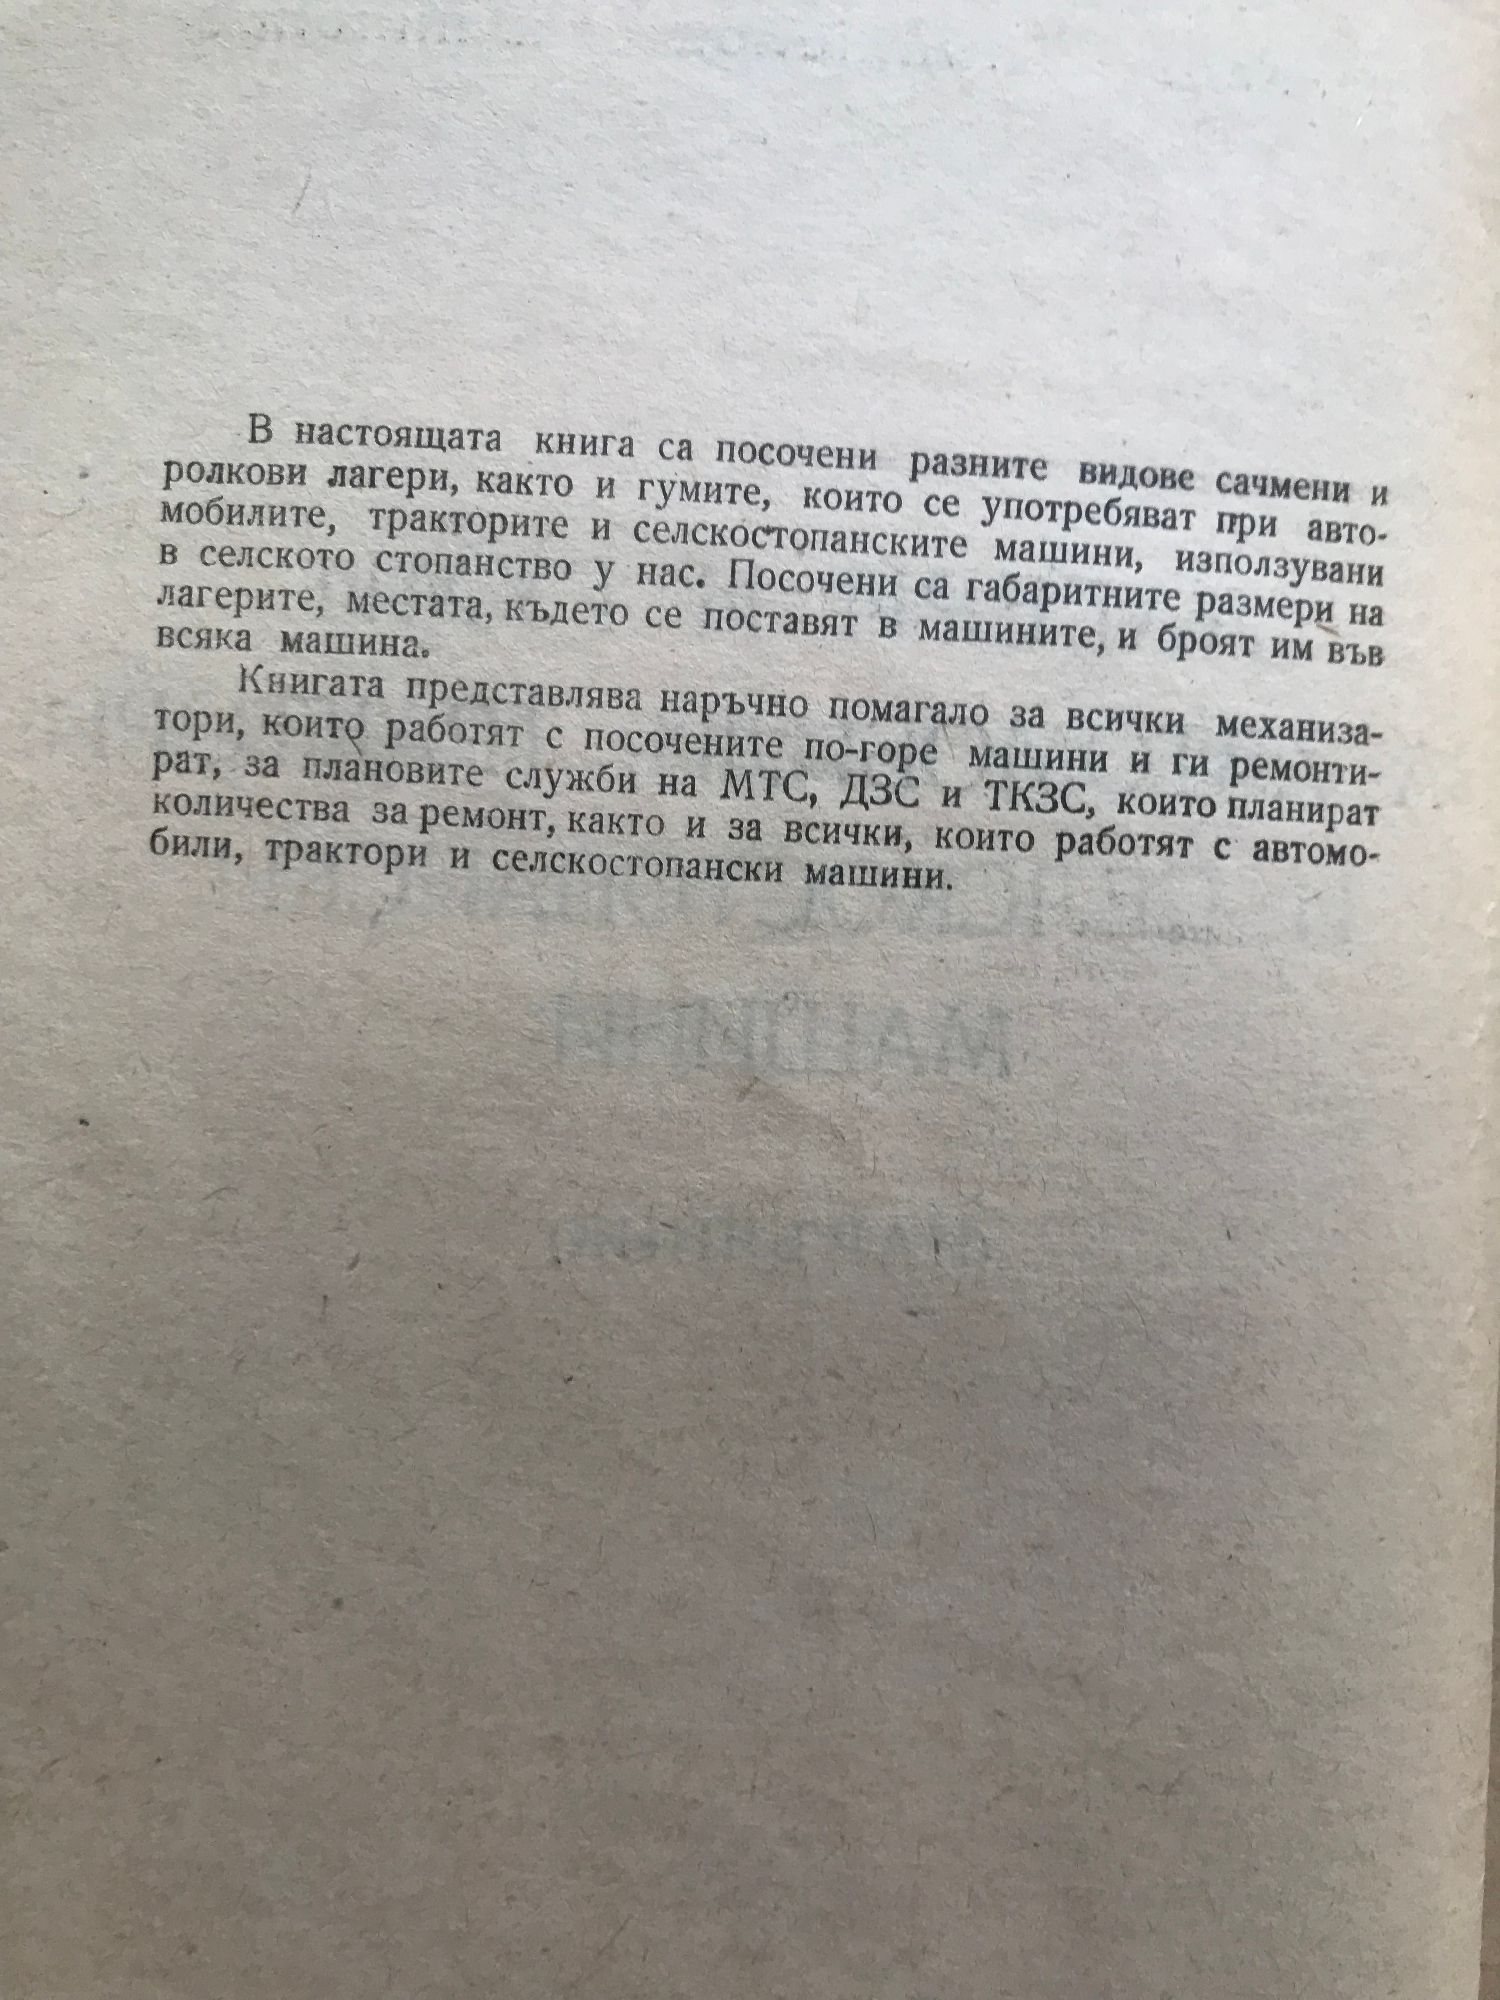 В настоящата книга са посочени разните видове сачмени и
ролкови лагери, както и гумите, които се употребяват при авто-
мобилите, тракторите и селскостопанските машини, използувани
в селското стопанство у нас. Посочени са габаритните размери на
лагерите, местата, където се поставят в машините, и броят им във
всяка машина.
Книгата представлява наръчно помагало за всички механиза-
тори, които работят с посочените по-горе машини и ги ремонти-
рат, за плановите служби на МТС, ДЗС и ТКЗС, които планират
количества за ремонт, както и за всички, които работят с автомо-
били, трактори и селскостопански машини.